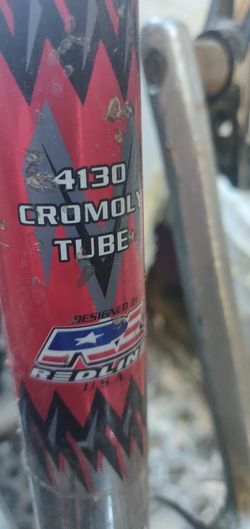 4130
CROMOLY
TUBE
DESIGNED BY
REDLINE
U.S.A.